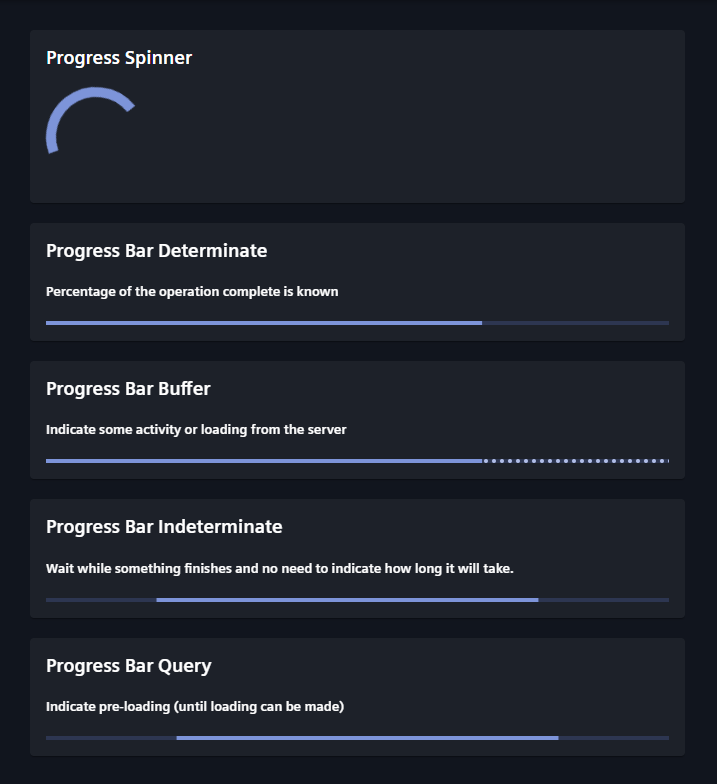 Progress Spinner
Progress Bar Determinate
Percentage of the operation complete is known
Progress Bar Buffer
Indicate some activity or loading from the server
Progress Bar Indeterminate
Wait while something finishes and no need to indicate how long it will take.
Progress Bar Query
Indicate pre-loading (until loading can be made)